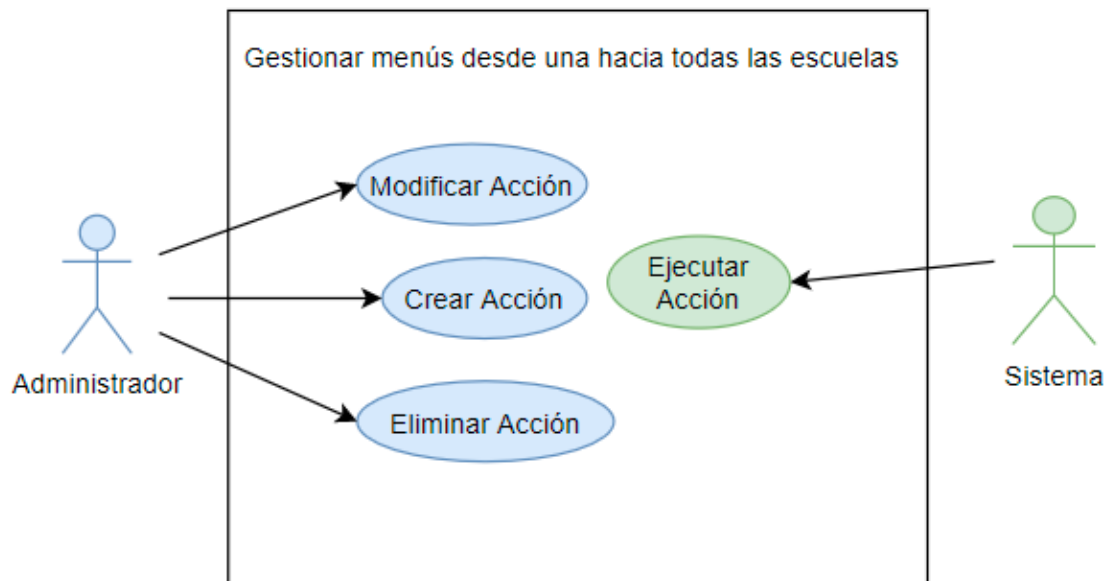 Gestionar menús desde una hacia todas las escuelas
Modificar Acción
Ejecutar
Acción
Crear Acción
Administrador
Sistema
Eliminar Acción